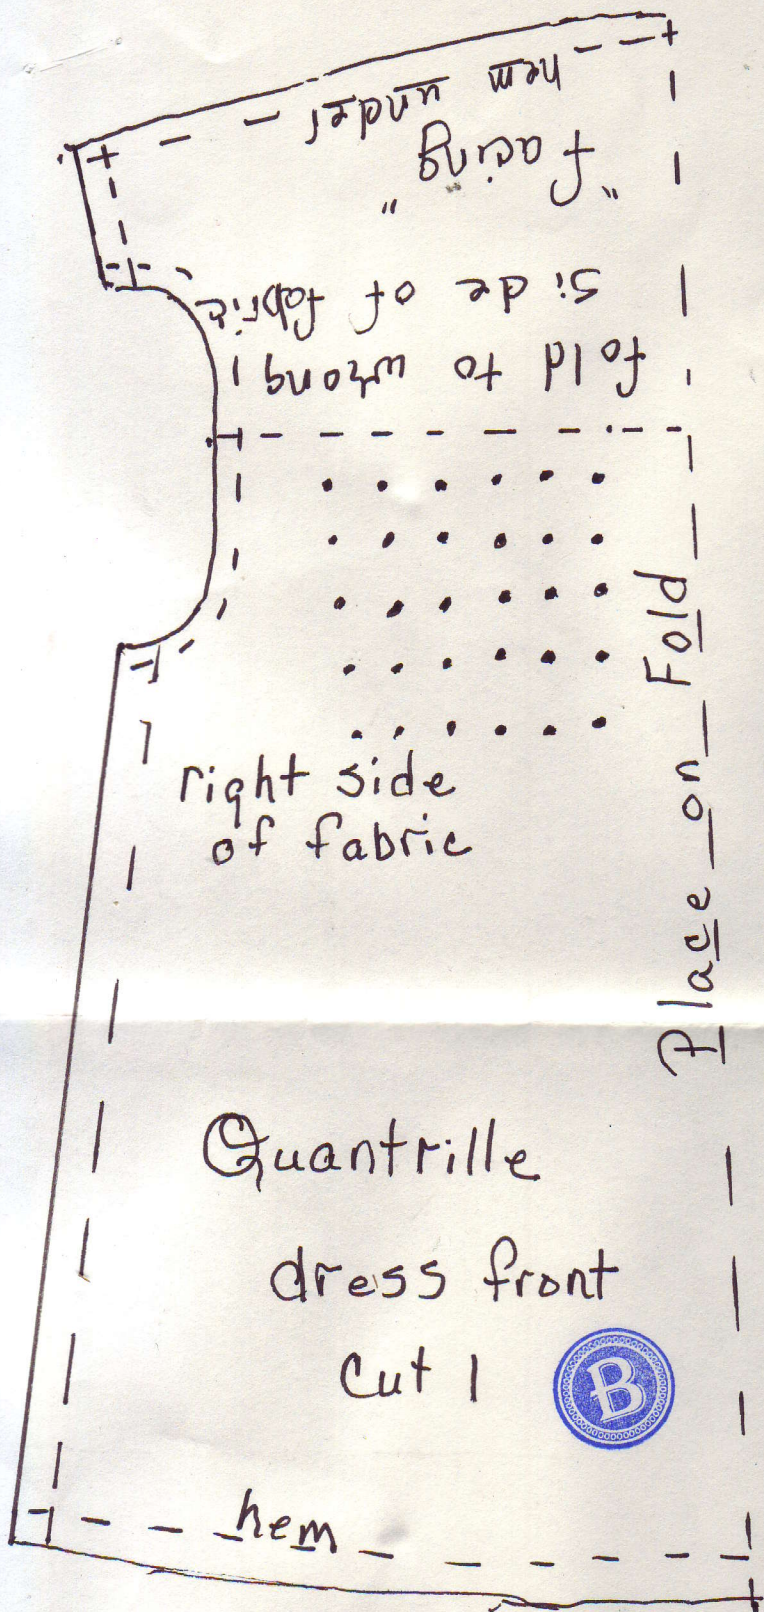 hem under
"facing"
fold to wrong
side of fabric
Place on Fold
right side
of fabric
Quantrille
dress front
cut 1
B
hem